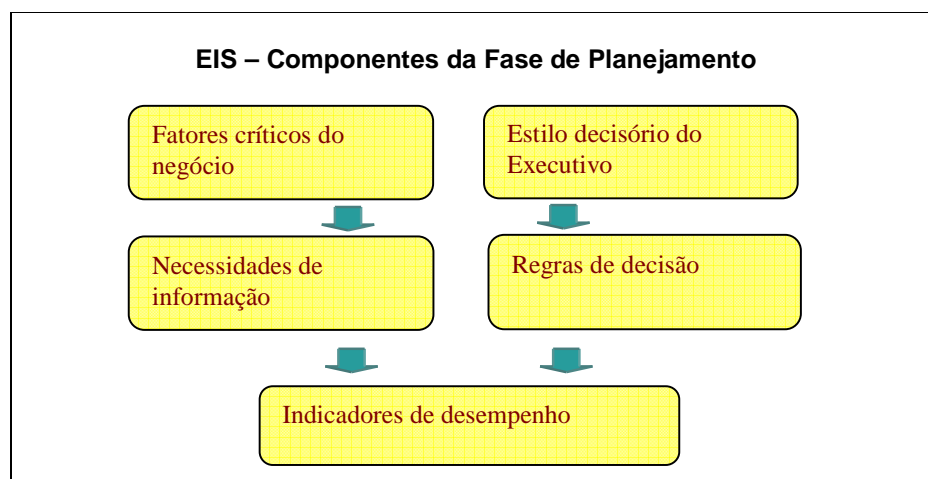 EIS – Componentes da Fase de Planejamento
Fatores críticos do
negócio
Estilo decisório do
Executivo
Necessidades de
informação
Regras de decisão
Indicadores de desempenho